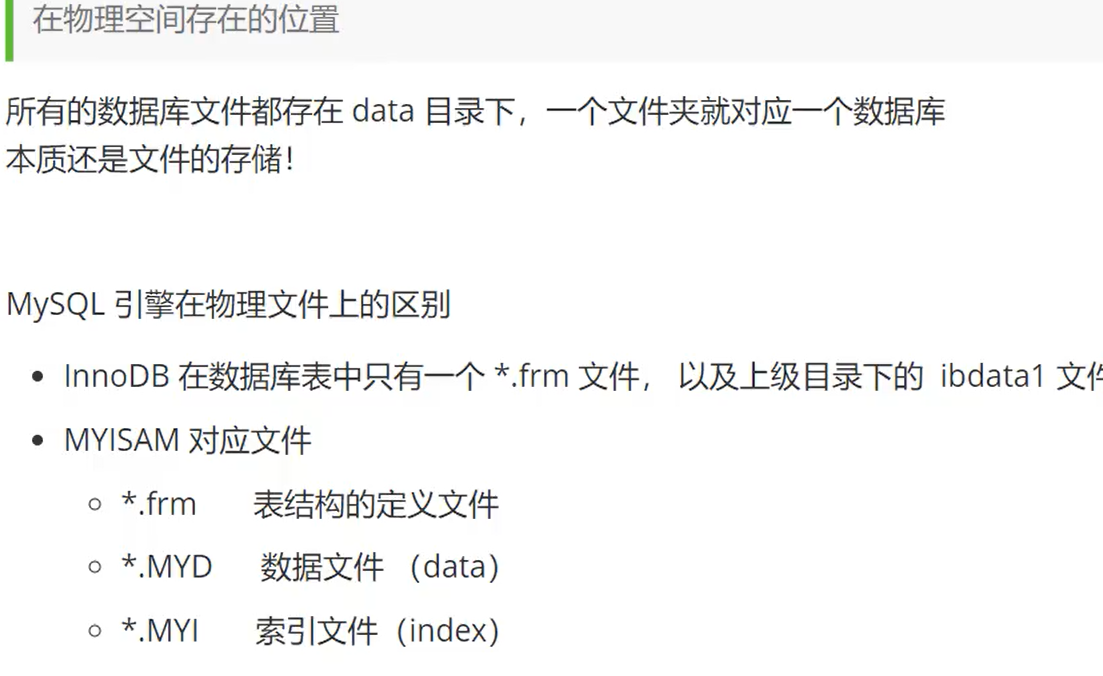 在物理空间存在的位置
所有的数据库文件都存在 data 目录下，一个文件夹就对应一个数据库
本质还是文件的存储！
MySQL 引擎在物理文件上的区别
InnoDB 在数据库表中只有一个 *.frm 文件， 以及上级目录下的 ibdata1 文件
MYISAM 对应文件
*.frm 表结构的定义文件
*.MYD 数据文件 （data）
*.MYI 索引文件（index）